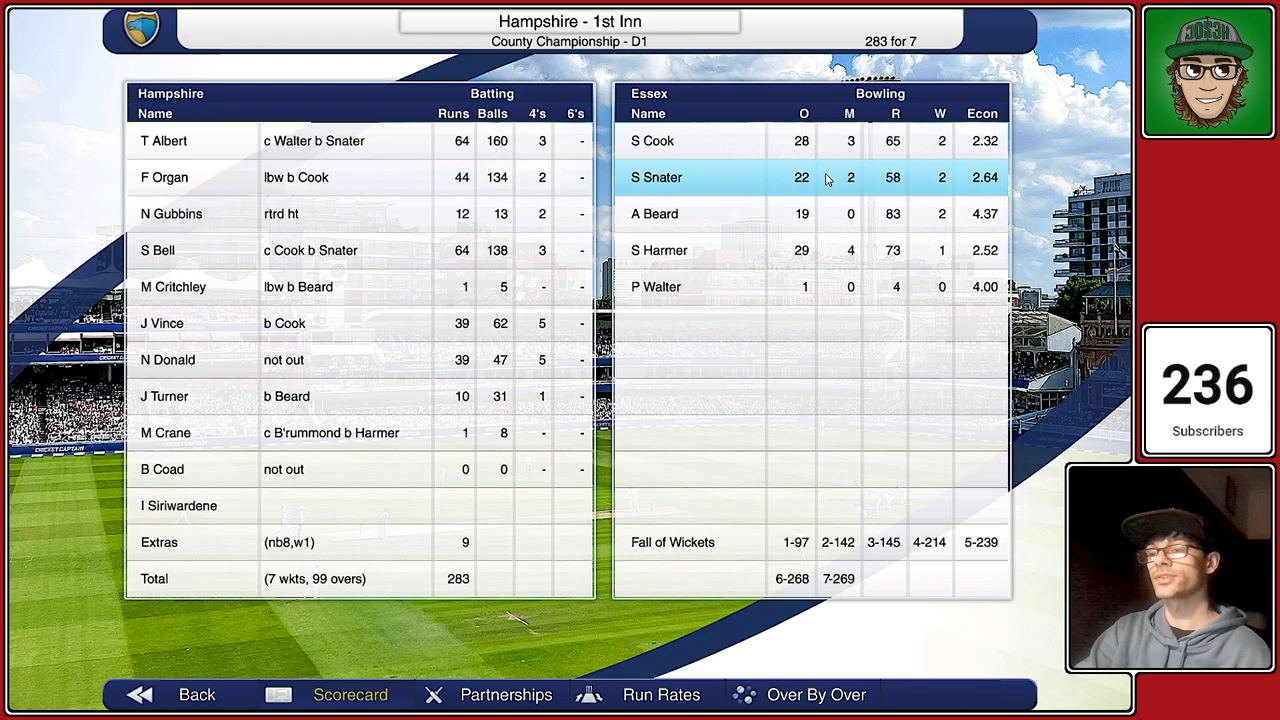 Hampshire - 1st Inn
County Championship - D1
283 for 7
Hampshire Batting
Name Runs Balls 4's 6's
T Albert c Walter b Snater 64 160 3 -
F Organ lbw b Cook 44 134 2 -
N Gubbins rtrd ht 12 13 2 -
S Bell c Cook b Snater 64 138 3 -
M Critchley lbw b Beard 1 5 - -
J Vince b Cook 39 62 5 -
N Donald not out 39 47 5 -
J Turner b Beard 10 31 1 -
M Crane c B'rummond b Harmer 1 8 - -
B Coad not out 0 0 - -
I Siriwardene
Extras (nb8,w1) 9
Total (7 wkts, 99 overs) 283
Essex Bowling
Name O M R W Econ
S Cook 28 3 65 2 2.32
S Snater 22 2 58 2 2.64
A Beard 19 0 83 2 4.37
S Harmer 29 4 73 1 2.52
P Walter 1 0 4 0 4.00
Fall of Wickets 1-97 2-142 3-145 4-214 5-239
6-268 7-269
Back Scorecard Partnerships Run Rates Over By Over
236
Subscribers
CRICKET CAPTAIN